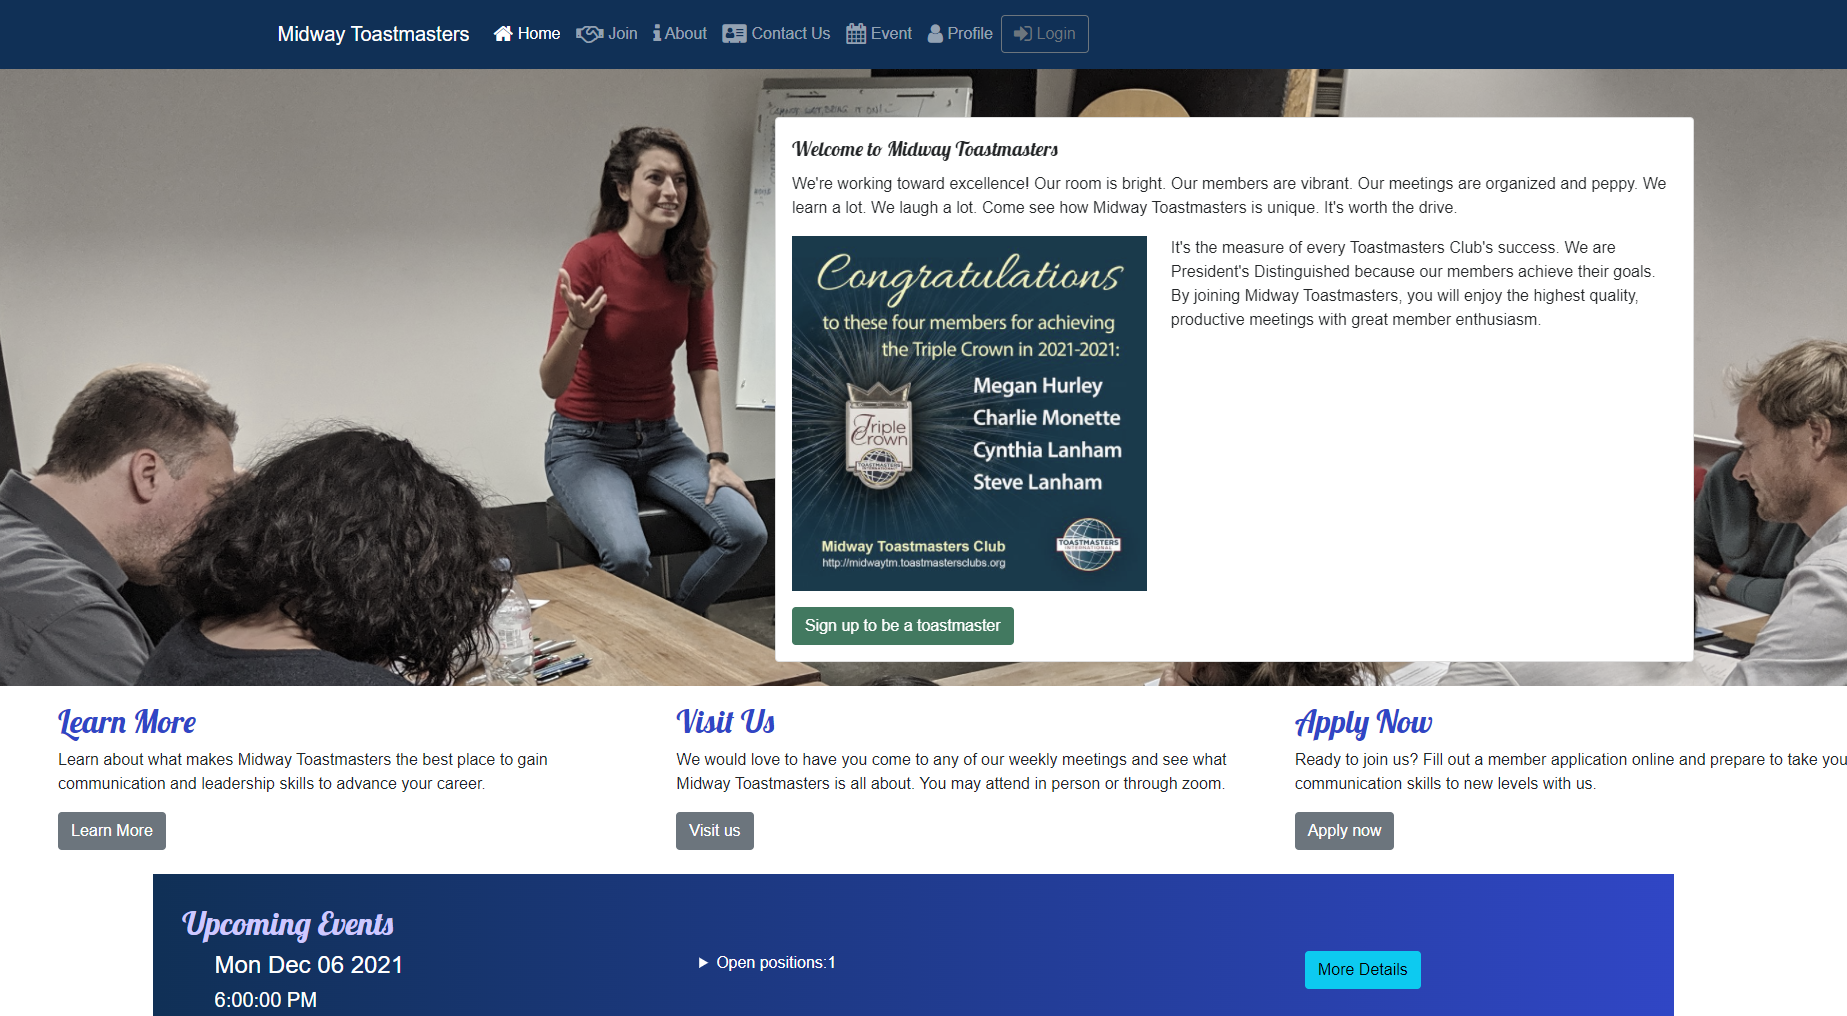 Midway Toastmasters Home Join About Contact Us Event Profile Login
CANNOT WAIT, BRING IT ON!
Welcome to Midway Toastmasters
We're working toward excellence! Our room is bright. Our members are vibrant. Our meetings are organized and peppy. We
learn a lot. We laugh a lot. Come see how Midway Toastmasters is unique. It's worth the drive.
Congratulations
to these four members for achieving
the Triple Crown in 2021-2021:
Megan Hurley
Charlie Monette
Cynthia Lanham
Steve Lanham
Triple
Crown
TOASTMASTERS
INTERNATIONAL
Midway Toastmasters Club
http://midwaytm.toastmastersclubs.org
TOASTMASTERS
INTERNATIONAL
It's the measure of every Toastmasters Club's success. We are
President's Distinguished because our members achieve their goals.
By joining Midway Toastmasters, you will enjoy the highest quality,
productive meetings with great member enthusiasm.
Sign up to be a toastmaster
Learn More
Learn about what makes Midway Toastmasters the best place to gain
communication and leadership skills to advance your career.
Learn More
Visit Us
We would love to have you come to any of our weekly meetings and see what
Midway Toastmasters is all about. You may attend in person or through zoom.
Visit us
Apply Now
Ready to join us? Fill out a member application online and prepare to take you
communication skills to new levels with us.
Apply now
Upcoming Events
Mon Dec 06 2021
6:00:00 PM
Open positions:1
More Details